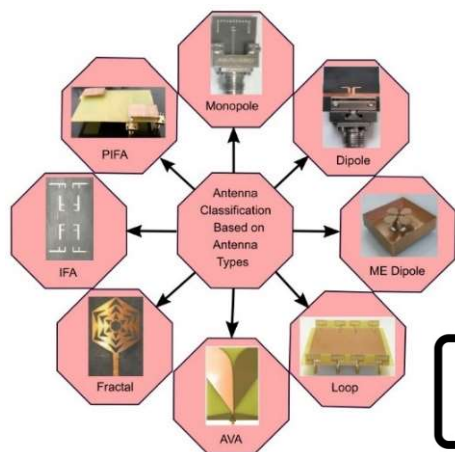 Monopole
PIFA
Dipole
Antenna
Classification
Based on
Antenna
Types
IFA
ME Dipole
Fractal
Loop
AVA